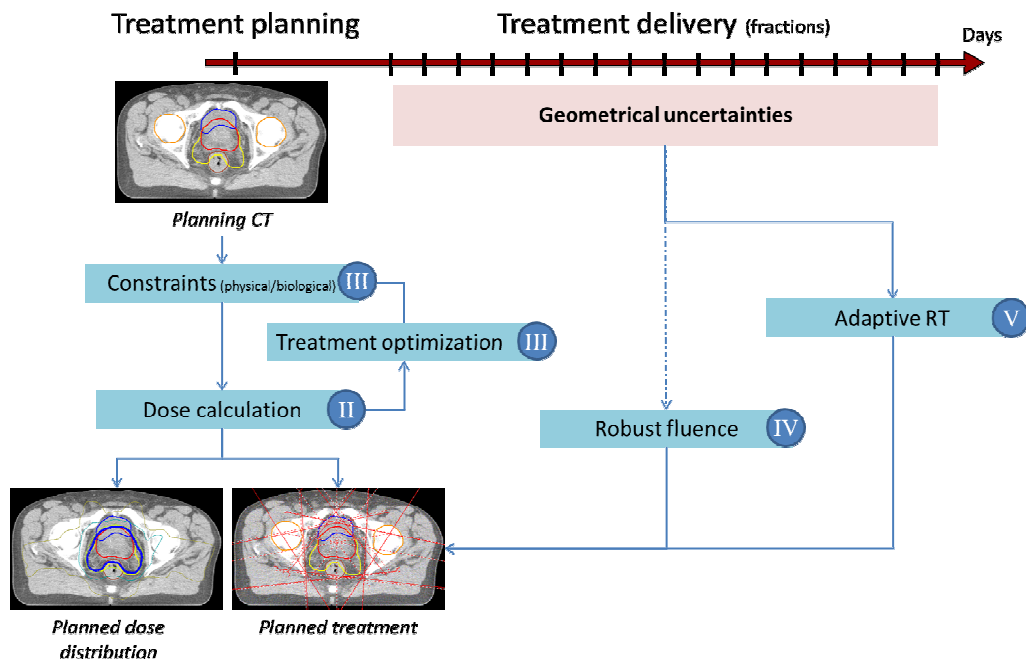 Treatment planning
Treatment delivery (fractions)
Days
Geometrical uncertainties
Planning CT
Constraints (physical/biological)
III
Treatment optimization
III
Adaptive RT
V
Dose calculation
II
Robust fluence
IV
Planned dose
distribution
Planned treatment